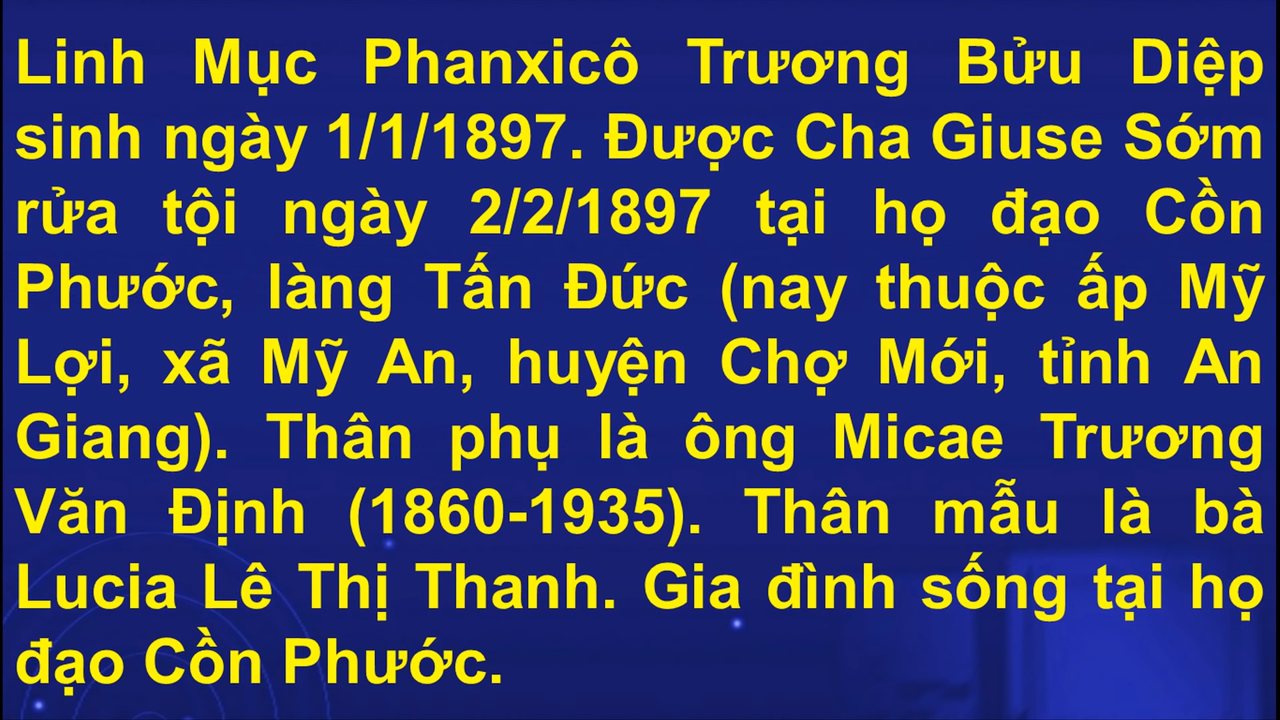 Linh Mục Phanxicô Trương Bửu Diệp
sinh ngày 1/1/1897. Được Cha Giuse Sớm
rửa tội ngày 2/2/1897 tại họ đạo Cồn
Phước, làng Tấn Đức (nay thuộc ấp Mỹ
Lợi, xã Mỹ An, huyện Chợ Mới, tỉnh An
Giang). Thân phụ là ông Micae Trương
Văn Định (1860-1935). Thân mẫu là bà
Lucia Lê Thị Thanh. Gia đình sống tại họ
đạo Cồn Phước.